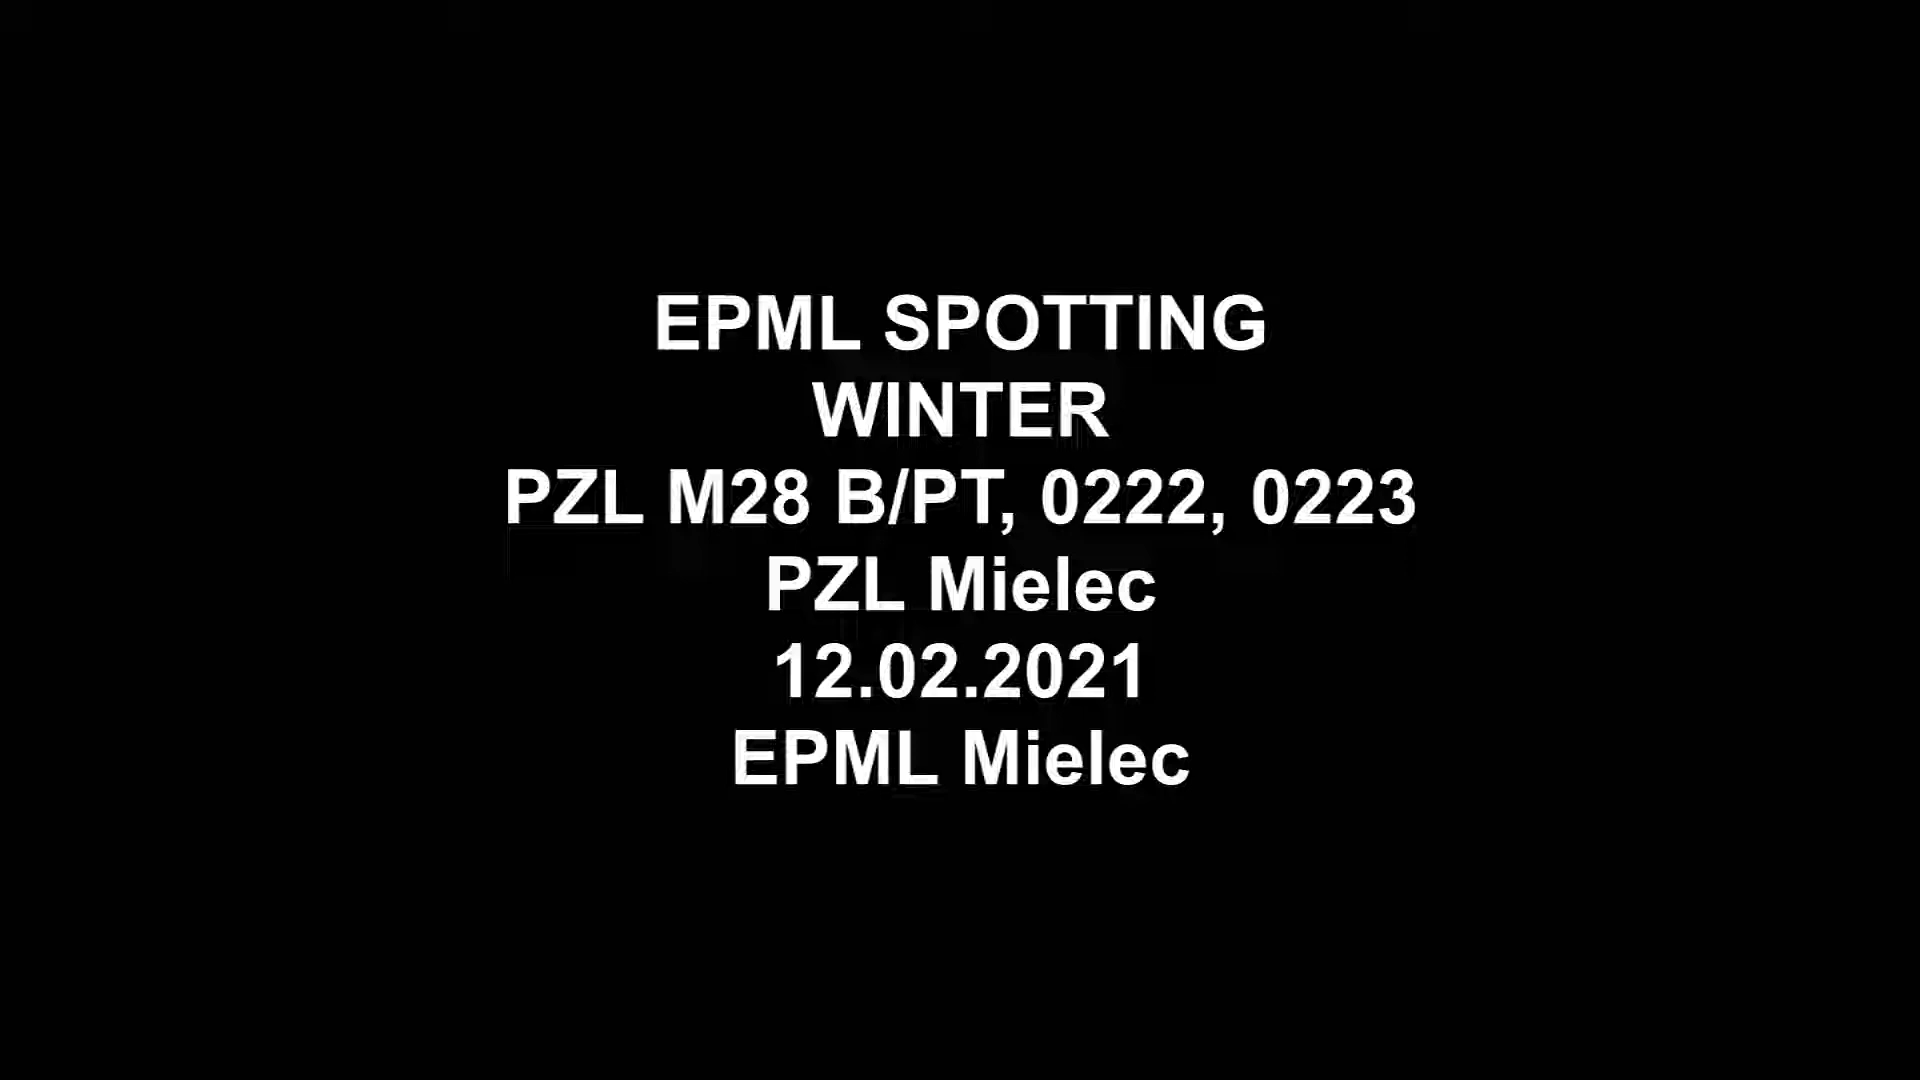 EPML SPOTTING
WINTER
PZL M28 B/PT, 0222, 0223
PZL Mielec
12.02.2021
EPML Mielec